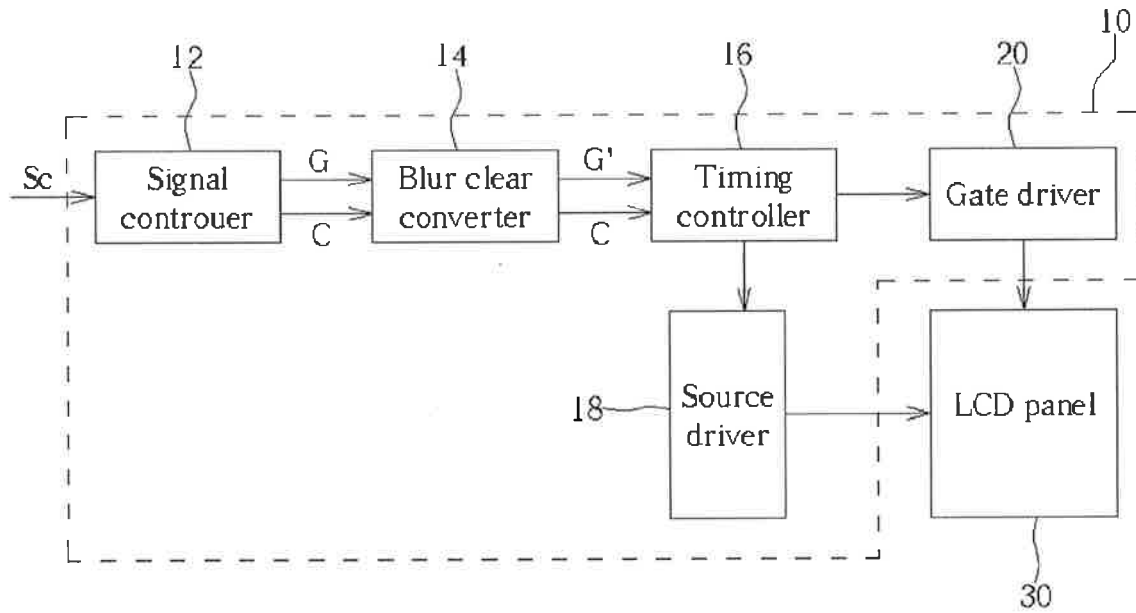 10
12
14
16
20
Sc
Signal
controuer
G
C
Blur clear
converter
G'
C
Timing
controller
Gate driver
18
Source
driver
LCD panel
30